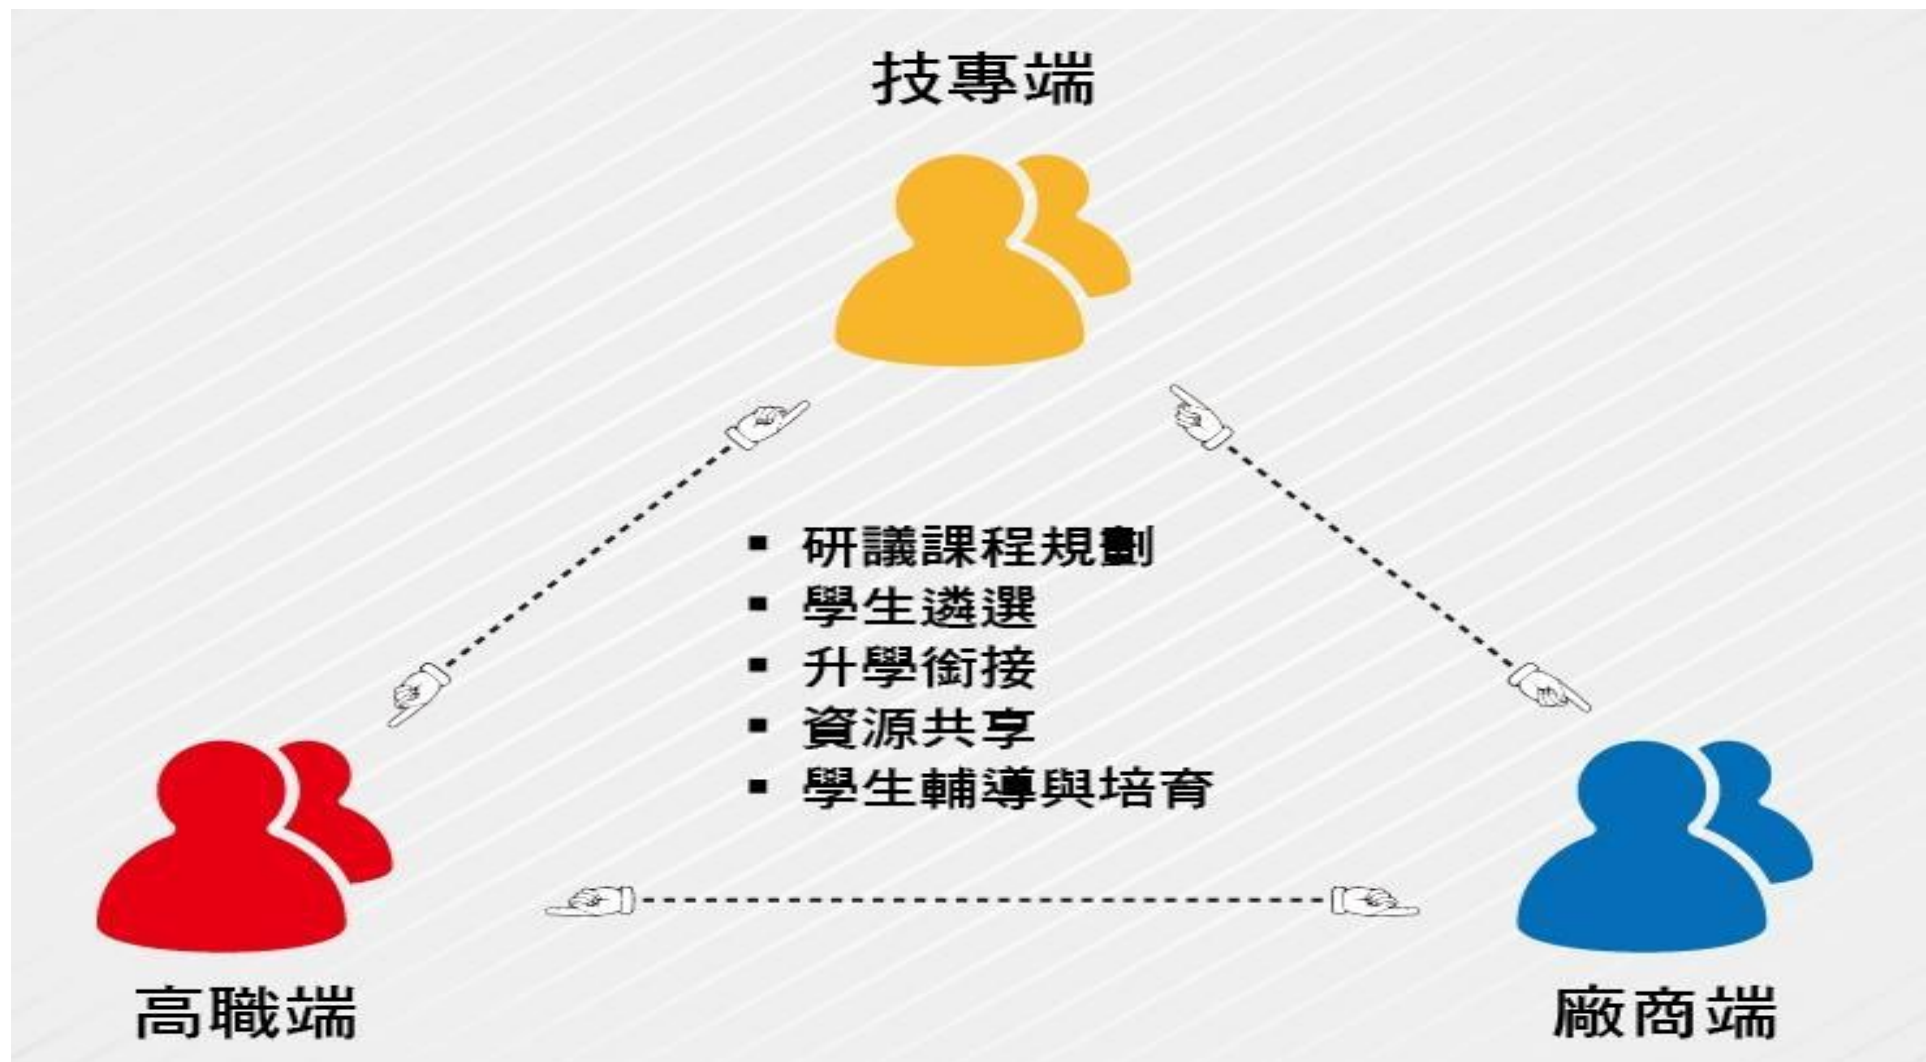 技專端
▪ 研議課程規劃
▪ 學生遴選
▪ 升學銜接
▪ 資源共享
▪ 學生輔導與培育
高職端
廠商端